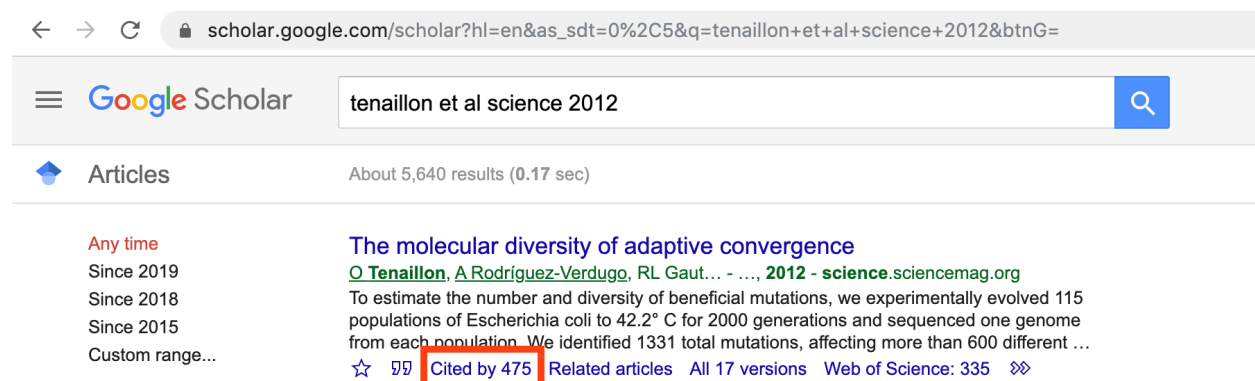 scholar.google.com/scholar?hl=en&as_sdt=0%2C5&q=tenaillon+et+al+science+2012&btnG=
Google Scholar
tenaillon et al science 2012
Articles
About 5,640 results (0.17 sec)
Any time
Since 2019
Since 2018
Since 2015
Custom range...
The molecular diversity of adaptive convergence
O Tenaillon, A Rodríguez-Verdugo, RL Gaut… - …, 2012 - science.sciencemag.org
To estimate the number and diversity of beneficial mutations, we experimentally evolved 115
populations of Escherichia coli to 42.2° C for 2000 generations and sequenced one genome
from each population. We identified 1331 total mutations, affecting more than 600 different …
Cited by 475 Related articles All 17 versions Web of Science: 335